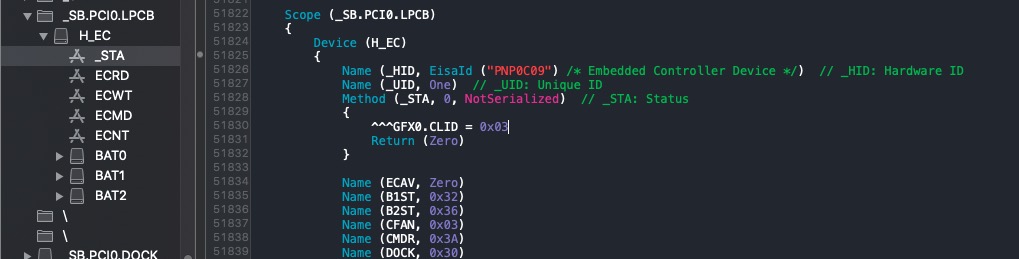 _SB.PCI0.LPCB
H_EC
_STA
ECRD
ECWT
ECMD
ECNT
BAT0
BAT1
BAT2
\
\
_SB.PCI0.DOCK
51822 Scope (_SB.PCI0.LPCB)
51823 {
51824 Device (H_EC)
51825 {
51826 Name (_HID, EisaId ("PNP0C09") /* Embedded Controller Device */) // _HID: Hardware ID
51827 Name (_UID, One) // _UID: Unique ID
51828 Method (_STA, 0, NotSerialized) // _STA: Status
51829 {
51830 ^^^GFX0.CLID = 0x03
51831 Return (Zero)
51832 }
51833
51834 Name (ECAV, Zero)
51835 Name (B1ST, 0x32)
51836 Name (B2ST, 0x36)
51837 Name (CFAN, 0x03)
51838 Name (CMDR, 0x3A)
51839 Name (DOCK, 0x30)